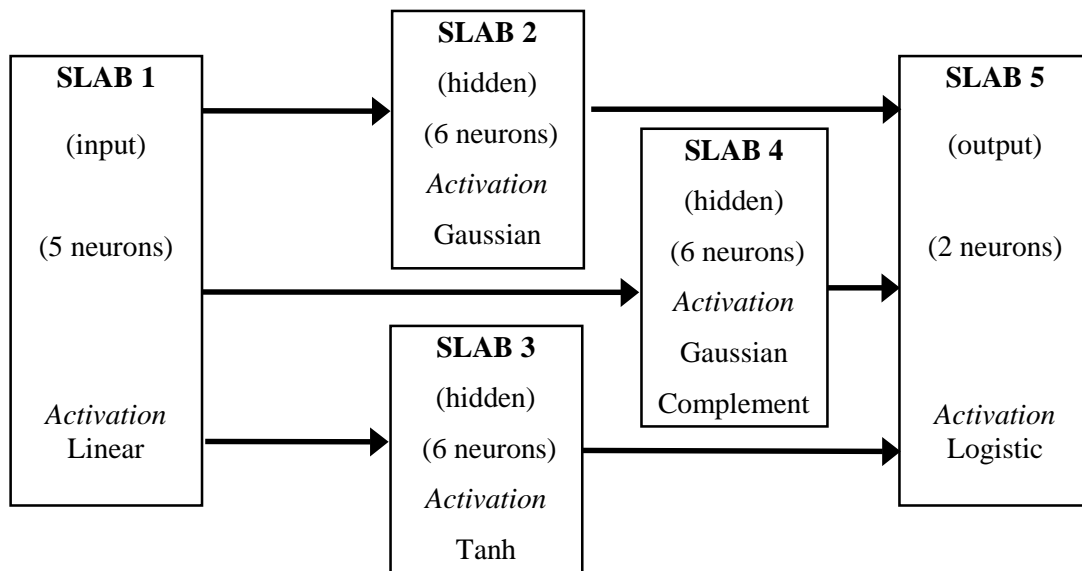 SLAB 1
(input)
(5 neurons)
Activation
Linear
SLAB 2
(hidden)
(6 neurons)
Activation
Gaussian
SLAB 3
(hidden)
(6 neurons)
Activation
Tanh
SLAB 4
(hidden)
(6 neurons)
Activation
Gaussian
Complement
SLAB 5
(output)
(2 neurons)
Activation
Logistic